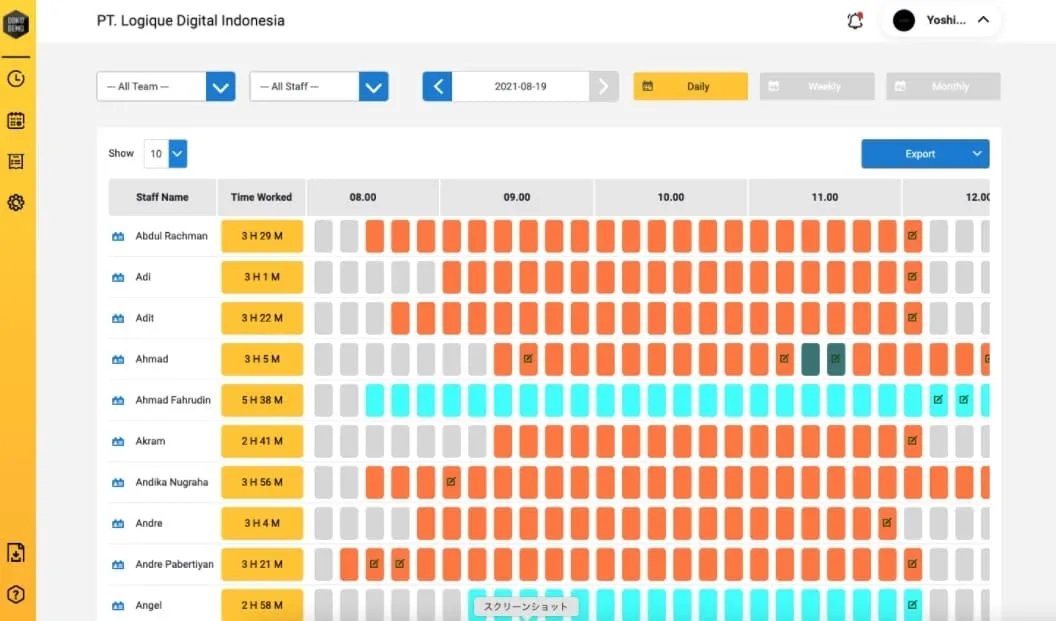 DOKO
DEMO
PT. Logique Digital Indonesia
Yoshi...
--- All Team ---
--- All Staff ---
2021-08-19
Daily
Weekly
Monthly
Show 10
Export
Staff Name Time Worked 08.00 09.00 10.00 11.00 12.00
Abdul Rachman 3 H 29 M
Adi 3 H 1 M
Adit 3 H 22 M
Ahmad 3 H 5 M
Ahmad Fahrudin 5 H 38 M
Akram 2 H 41 M
Andika Nugraha 3 H 56 M
Andre 3 H 4 M
Andre Pabertiyan 3 H 21 M
Angel 2 H 58 M
スクリーンショット